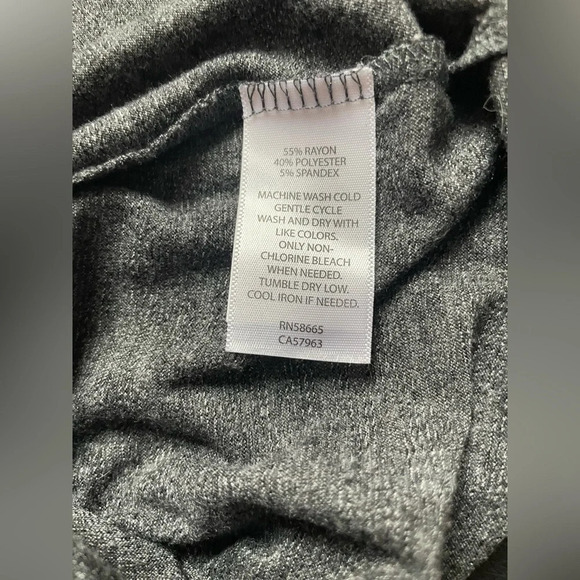 55% RAYON
40% POLYESTER
5% SPANDEX
MACHINE WASH COLD
GENTLE CYCLE
WASH AND DRY WITH
LIKE COLORS.
ONLY NON-
CHLORINE BLEACH
WHEN NEEDED.
TUMBLE DRY LOW.
COOL IRON IF NEEDED.
RN58665
CA57963